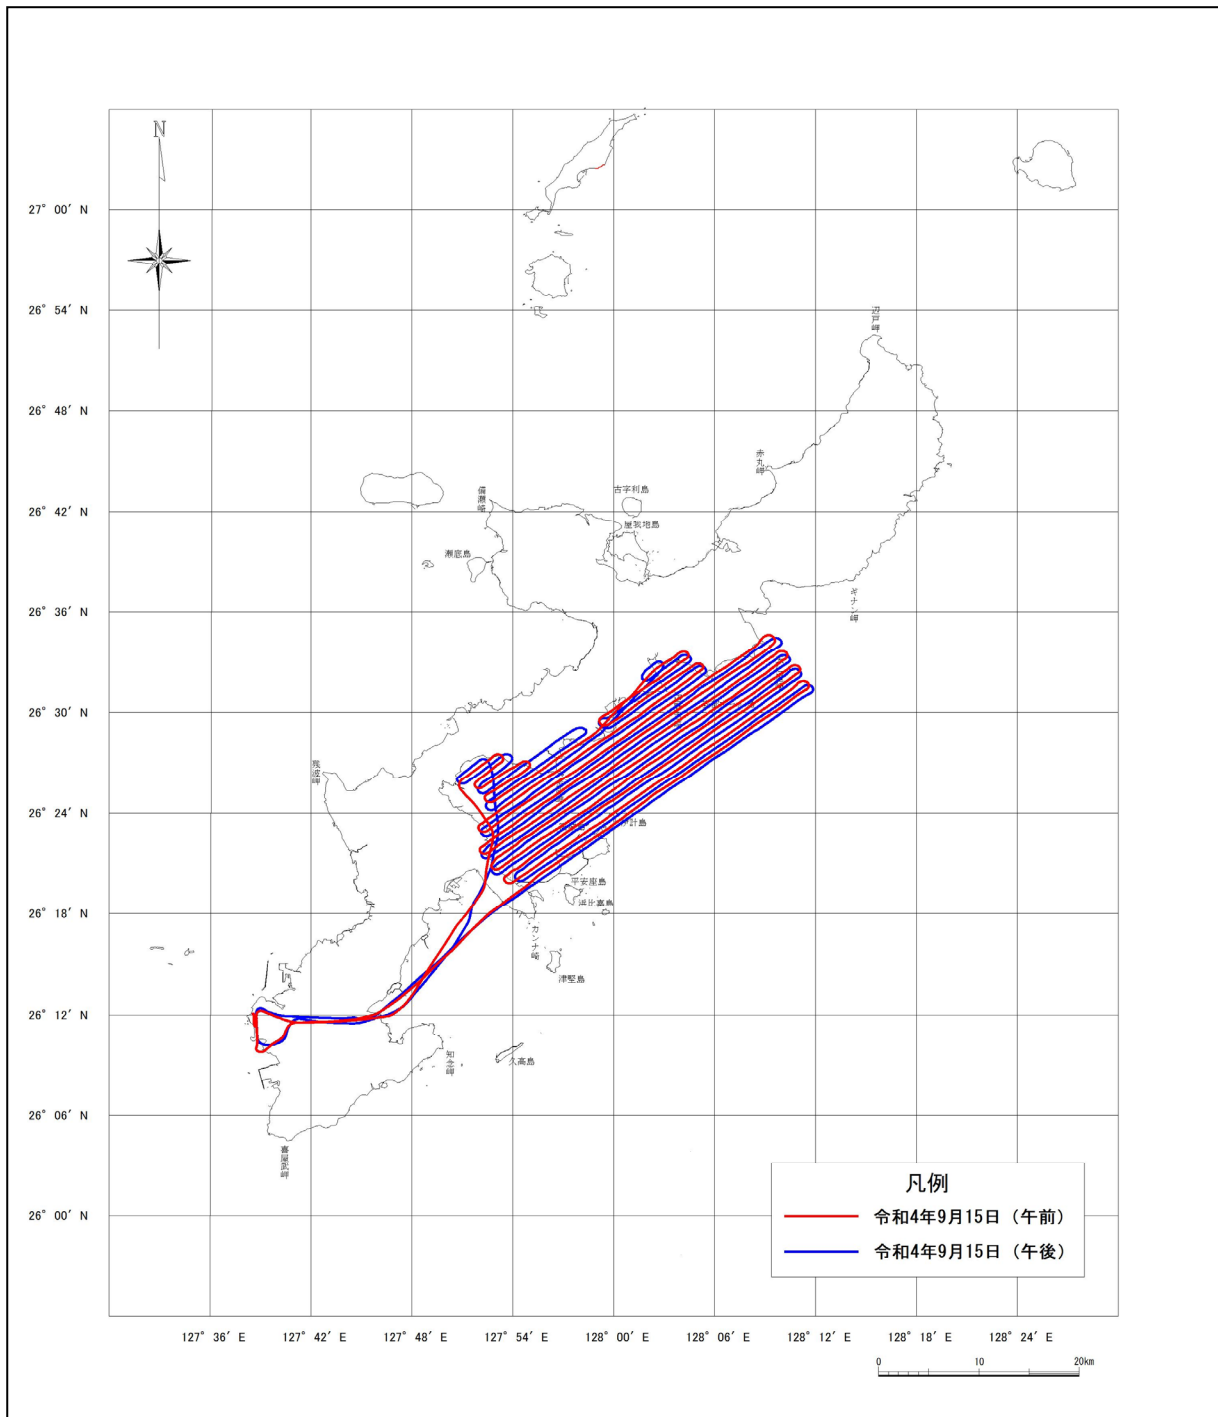 N
27° 00′ N
26° 54′ N
辺戸岬
26° 48′ N
赤丸岬
備瀬崎
古宇利島
26° 42′ N
屋我地島
瀬底島
26° 36′ N
ギナン岬
26° 30′ N
残波岬
26° 24′ N
伊計島
平安座島
浜比嘉島
26° 18′ N
カンナ崎
津堅島
26° 12′ N
知念岬
久高島
26° 06′ N
喜屋武岬
凡例
令和4年9月15日（午前）
26° 00′ N
令和4年9月15日（午後）
127° 36′ E
127° 42′ E
127° 48′ E
127° 54′ E
128° 00′ E
128° 06′ E
128° 12′ E
128° 18′ E
128° 24′ E
0
10
20km